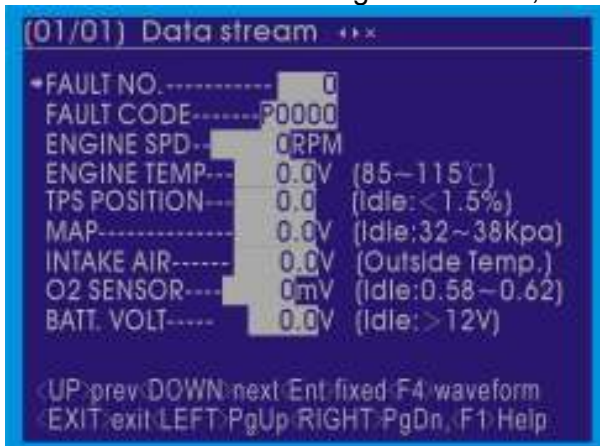 (01/01) Data stream
FAULT NO.----------- 0
FAULT CODE-------P0000
ENGINE SPD-- 0RPM
ENGINE TEMP--- 0.0V (85~115℃)
TPS POSITION--- 0.0 (Idle:<1.5%)
MAP--------------- 0.0V (Idle:32~38Kpa)
INTAKE AIR------ 0.0V (Outside Temp.)
O2 SENSOR---- 0mV (Idle:0.58~0.62)
BATT. VOLT----- 0.0V (Idle:>12V)
<UP>prev<DOWN>next<Ent>fixed<F4>waveform
<EXIT>exit<LEFT>PgUp<RIGHT>PgDn,<F1>Help